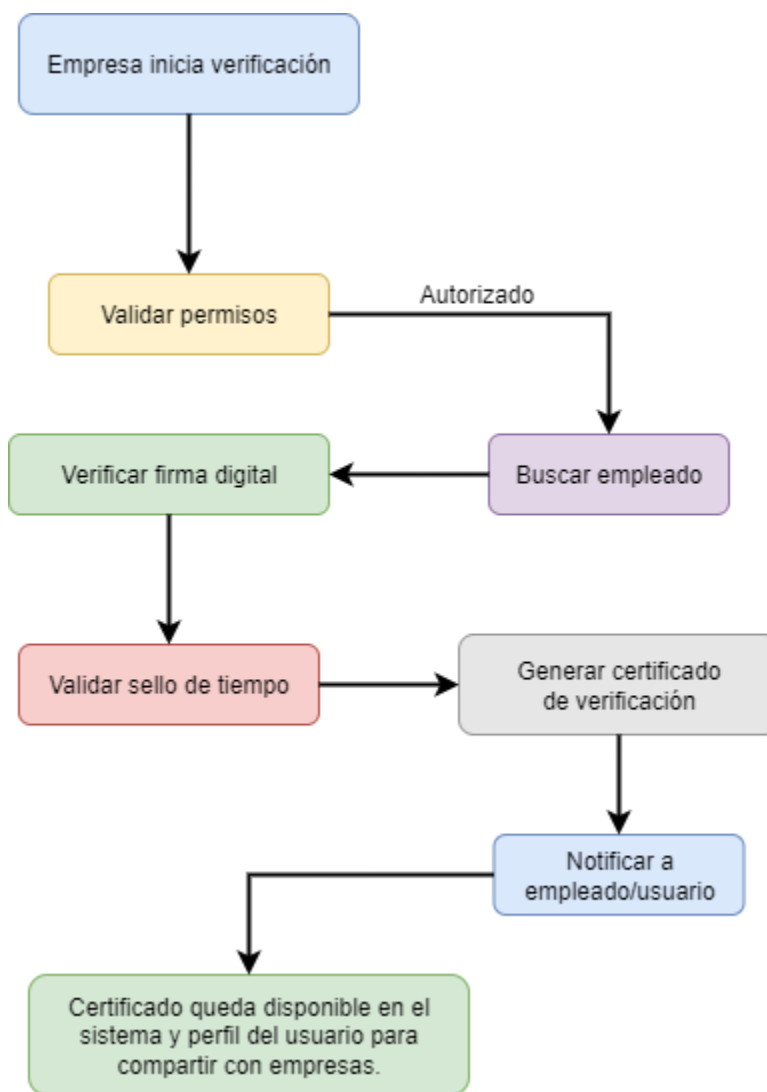 Empresa inicia verificación
Autorizado
Validar permisos
Verificar firma digital
Buscar empleado
Validar sello de tiempo
Generar certificado
de verificación
Notificar a
empleado/usuario
Certificado queda disponible en el
sistema y perfil del usuario para
compartir con empresas.